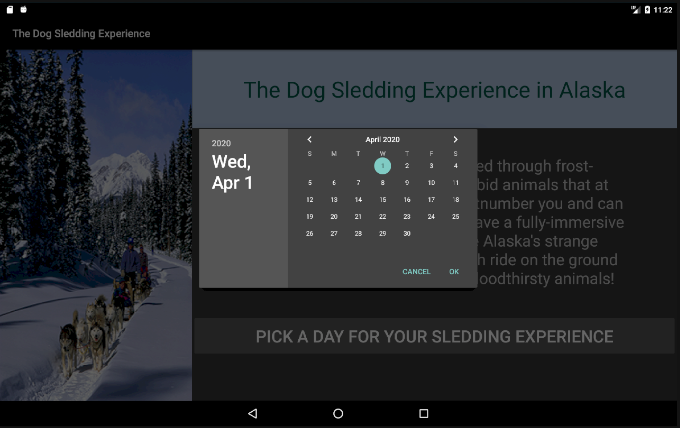 11:22
The Dog Sledding Experience
The Dog Sledding Experience in Alaska
2020
Wed,
Apr 1
April 2020
S M T W T F S
1 2 3 4
5 6 7 8 9 10 11
12 13 14 15 16 17 18
19 20 21 22 23 24 25
26 27 28 29 30
CANCEL OK
ed through frost-
bid animals that at
tnumber you and can
ave a fully-immersive
Alaska's strange
h ride on the ground
oodthirsty animals!
PICK A DAY FOR YOUR SLEDDING EXPERIENCE